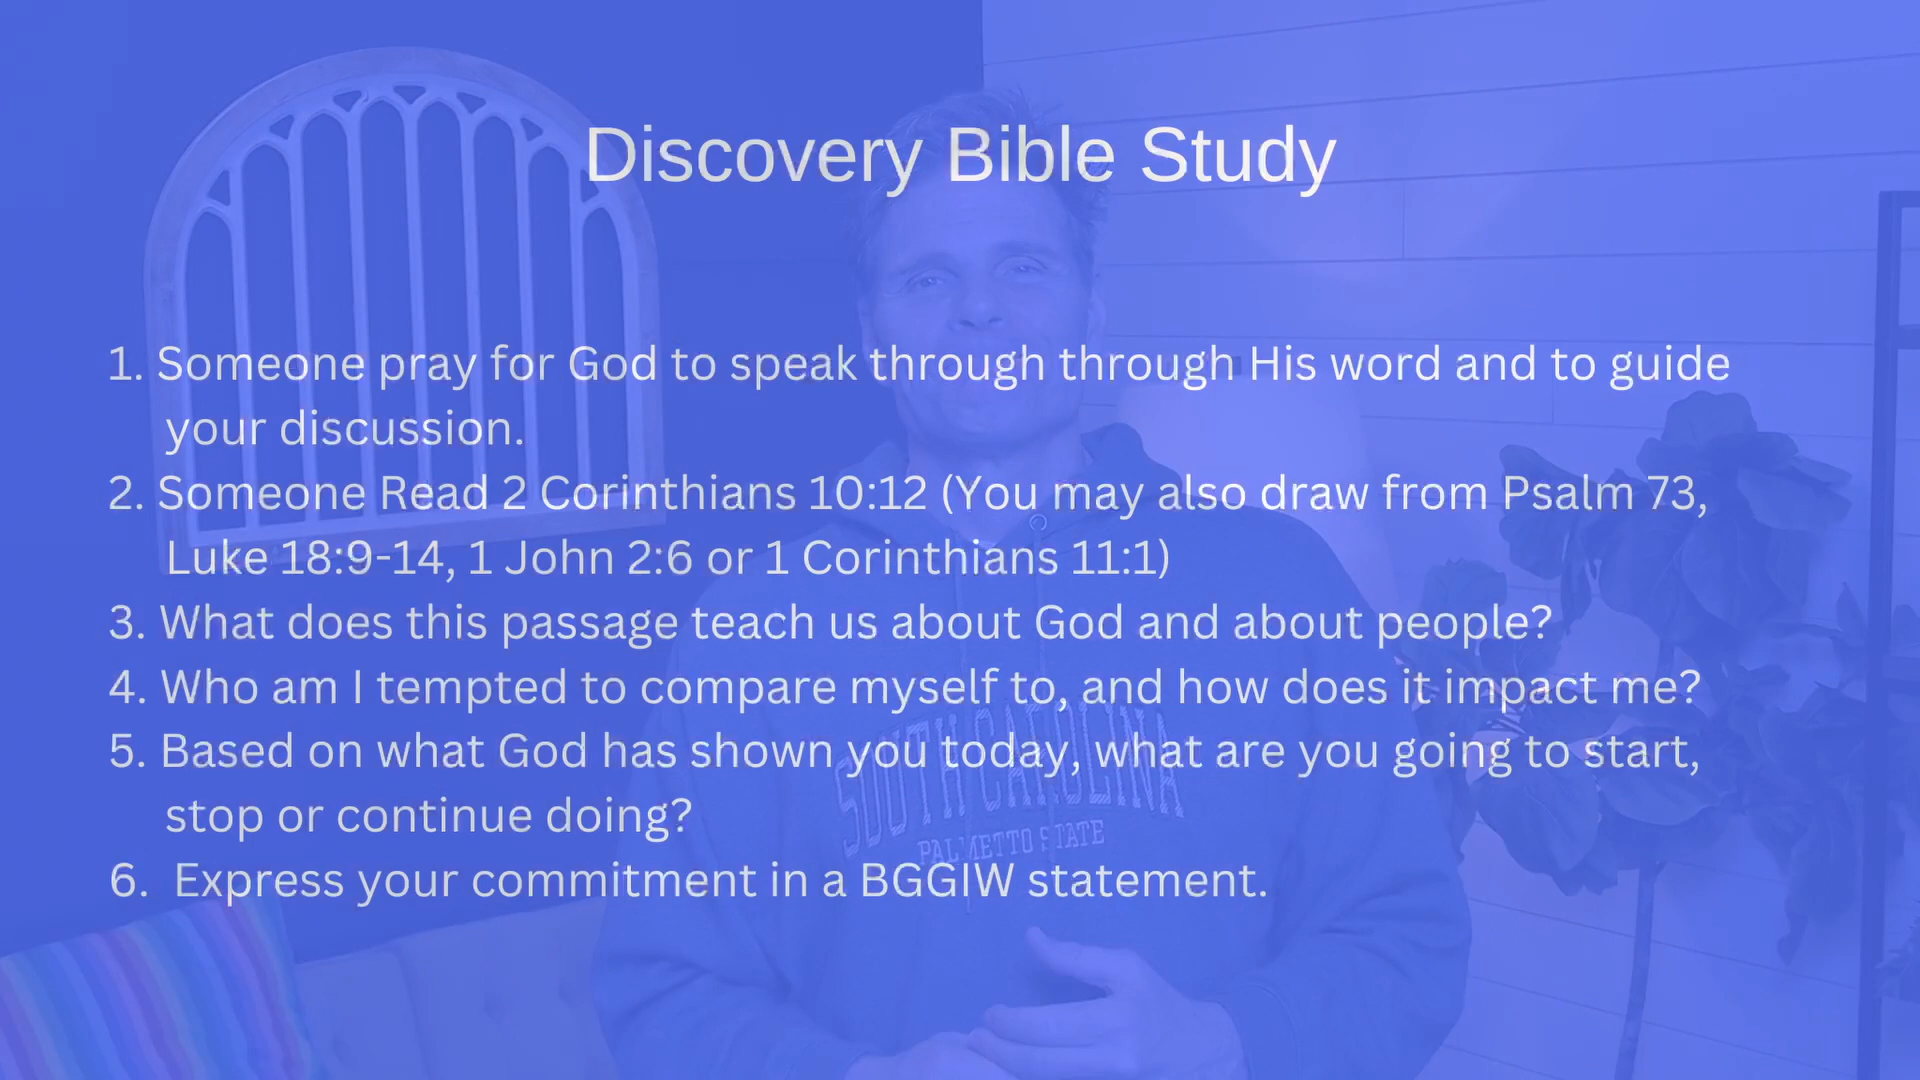 Discovery Bible Study
1. Someone pray for God to speak through through His word and to guide
your discussion.
2. Someone Read 2 Corinthians 10:12 (You may also draw from Psalm 73,
Luke 18:9-14, 1 John 2:6 or 1 Corinthians 11:1)
3. What does this passage teach us about God and about people?
4. Who am I tempted to compare myself to, and how does it impact me?
5. Based on what God has shown you today, what are you going to start,
SOUTH CAROLINA
stop or continue doing?
PALMETTO STATE
6. Express your commitment in a BGGIW statement.